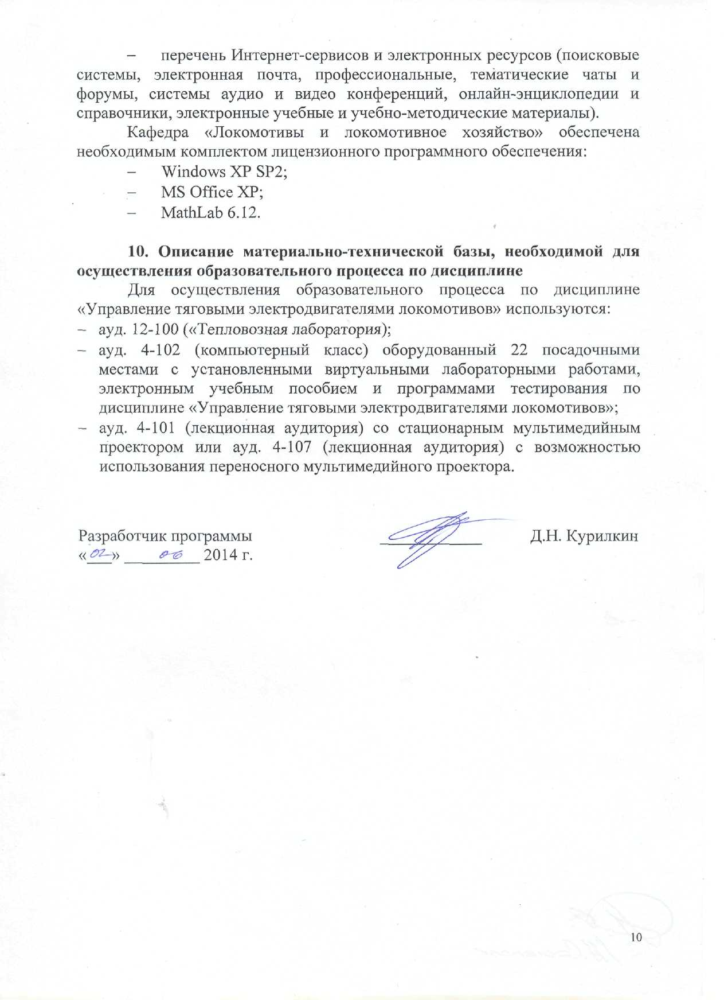 –	перечень Интернет-сервисов и электронных ресурсов (поисковые
системы, электронная почта, профессиональные, тематические чаты и
форумы, системы аудио и видео конференций, онлайн-энциклопедии и
справочники, электронные учебные и учебно-методические материалы).
Кафедра «Локомотивы и локомотивное хозяйство» обеспечена
необходимым комплектом лицензионного программного обеспечения:
–	Windows XP SP2;
–	MS Office XP;
–	MathLab 6.12.
10. Описание материально-технической базы, необходимой для
осуществления образовательного процесса по дисциплине
Для осуществления образовательного процесса по дисциплине
«Управление тяговыми электродвигателями локомотивов» используются:
– ауд. 12-100 («Тепловозная лаборатория);
– ауд. 4-102 (компьютерный класс) оборудованный 22 посадочными
местами с установленными виртуальными лабораторными работами,
электронным учебным пособием и программами тестирования по
дисциплине «Управление тяговыми электродвигателями локомотивов»;
– ауд. 4-101 (лекционная аудитория) со стационарным мультимедийным
проектором или ауд. 4-107 (лекционная аудитория) с возможностью
использования переносного мультимедийного проектора.
Разработчик программы ____________ Д.Н. Курилкин
«02» 06 2014 г.
10